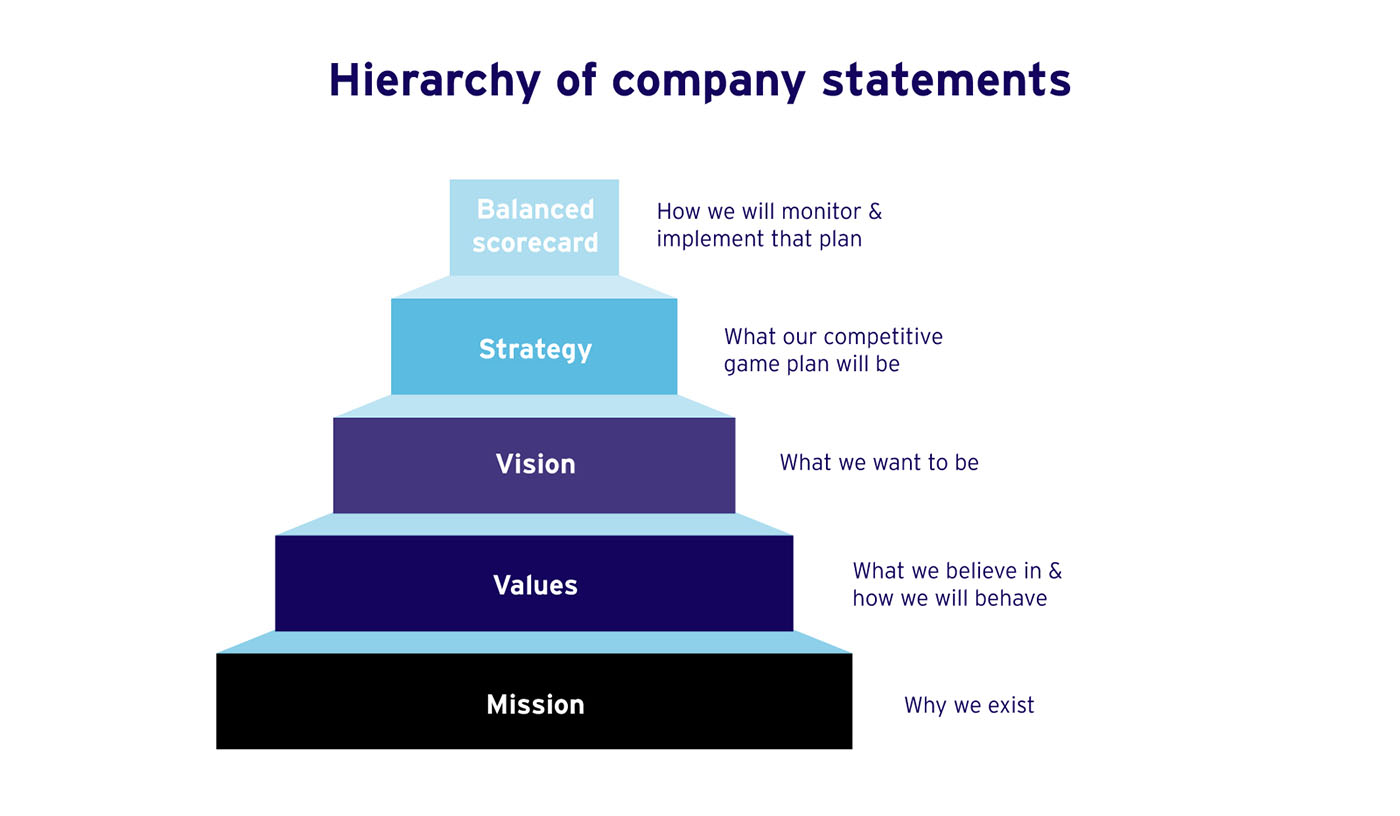 Hierarchy of company statements
Balanced
scorecard
How we will monitor &
implement that plan
Strategy
What our competitive
game plan will be
Vision
What we want to be
Values
What we believe in &
how we will behave
Mission
Why we exist